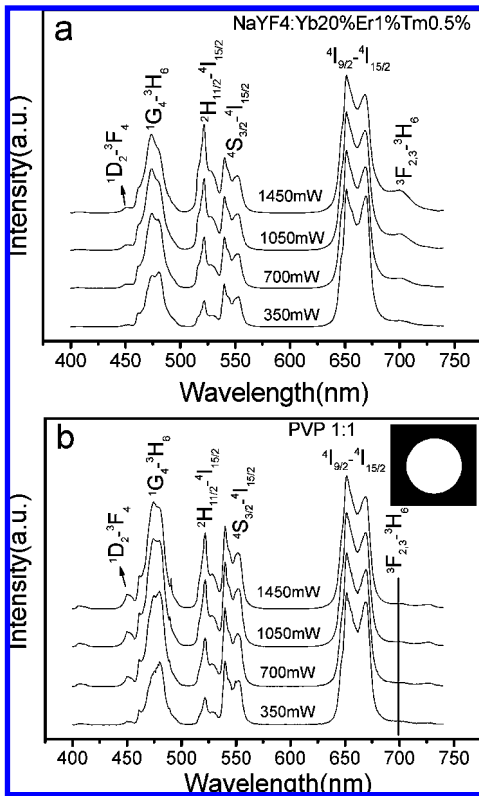 a
NaYF4:Yb20%Er1%Tm0.5%
Intensity(a.u.)
¹D₂-³F₄
¹G₄-³H₆
²H₁₁/₂-⁴I₁₅/₂
⁴S₃/₂-⁴I₁₅/₂
⁴I₉/₂-⁴I₁₅/₂
³F₂,₃-³H₆
1450mW
1050mW
700mW
350mW
400 450 500 550 600 650 700 750
Wavelength(nm)
b
PVP 1:1
Intensity(a.u.)
¹D₂-³F₄
¹G₄-³H₆
²H₁₁/₂-⁴I₁₅/₂
⁴S₃/₂-⁴I₁₅/₂
⁴I₉/₂-⁴I₁₅/₂
³F₂,₃-³H₆
1450mW
1050mW
700mW
350mW
400 450 500 550 600 650 700 750
Wavelength(nm)